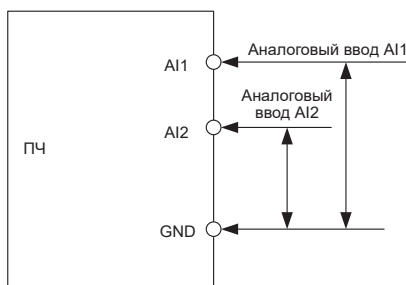 Аналоговый ввод AI1
AI1
Аналоговый
ввод AI2
AI2
ПЧ
GND